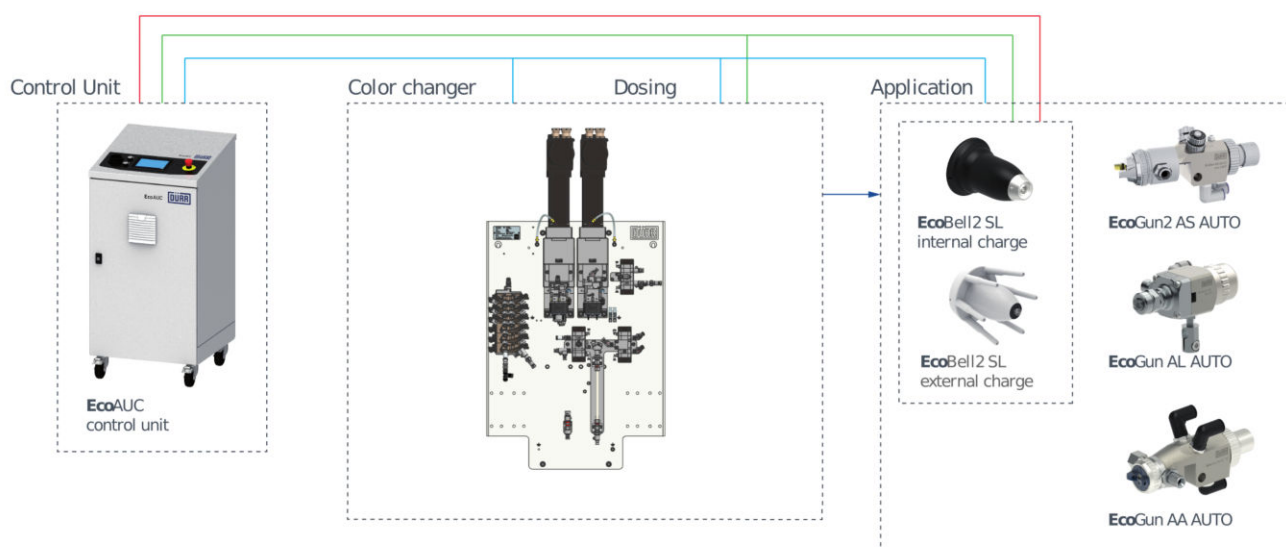 Control Unit
Color changer
Dosing
Application
EcoAUC
DÜRR
EcoBell2 SL
internal charge
EcoGun2 AS AUTO
EcoBell2 SL
external charge
EcoGun AL AUTO
EcoAUC
control unit
EcoGun AA AUTO